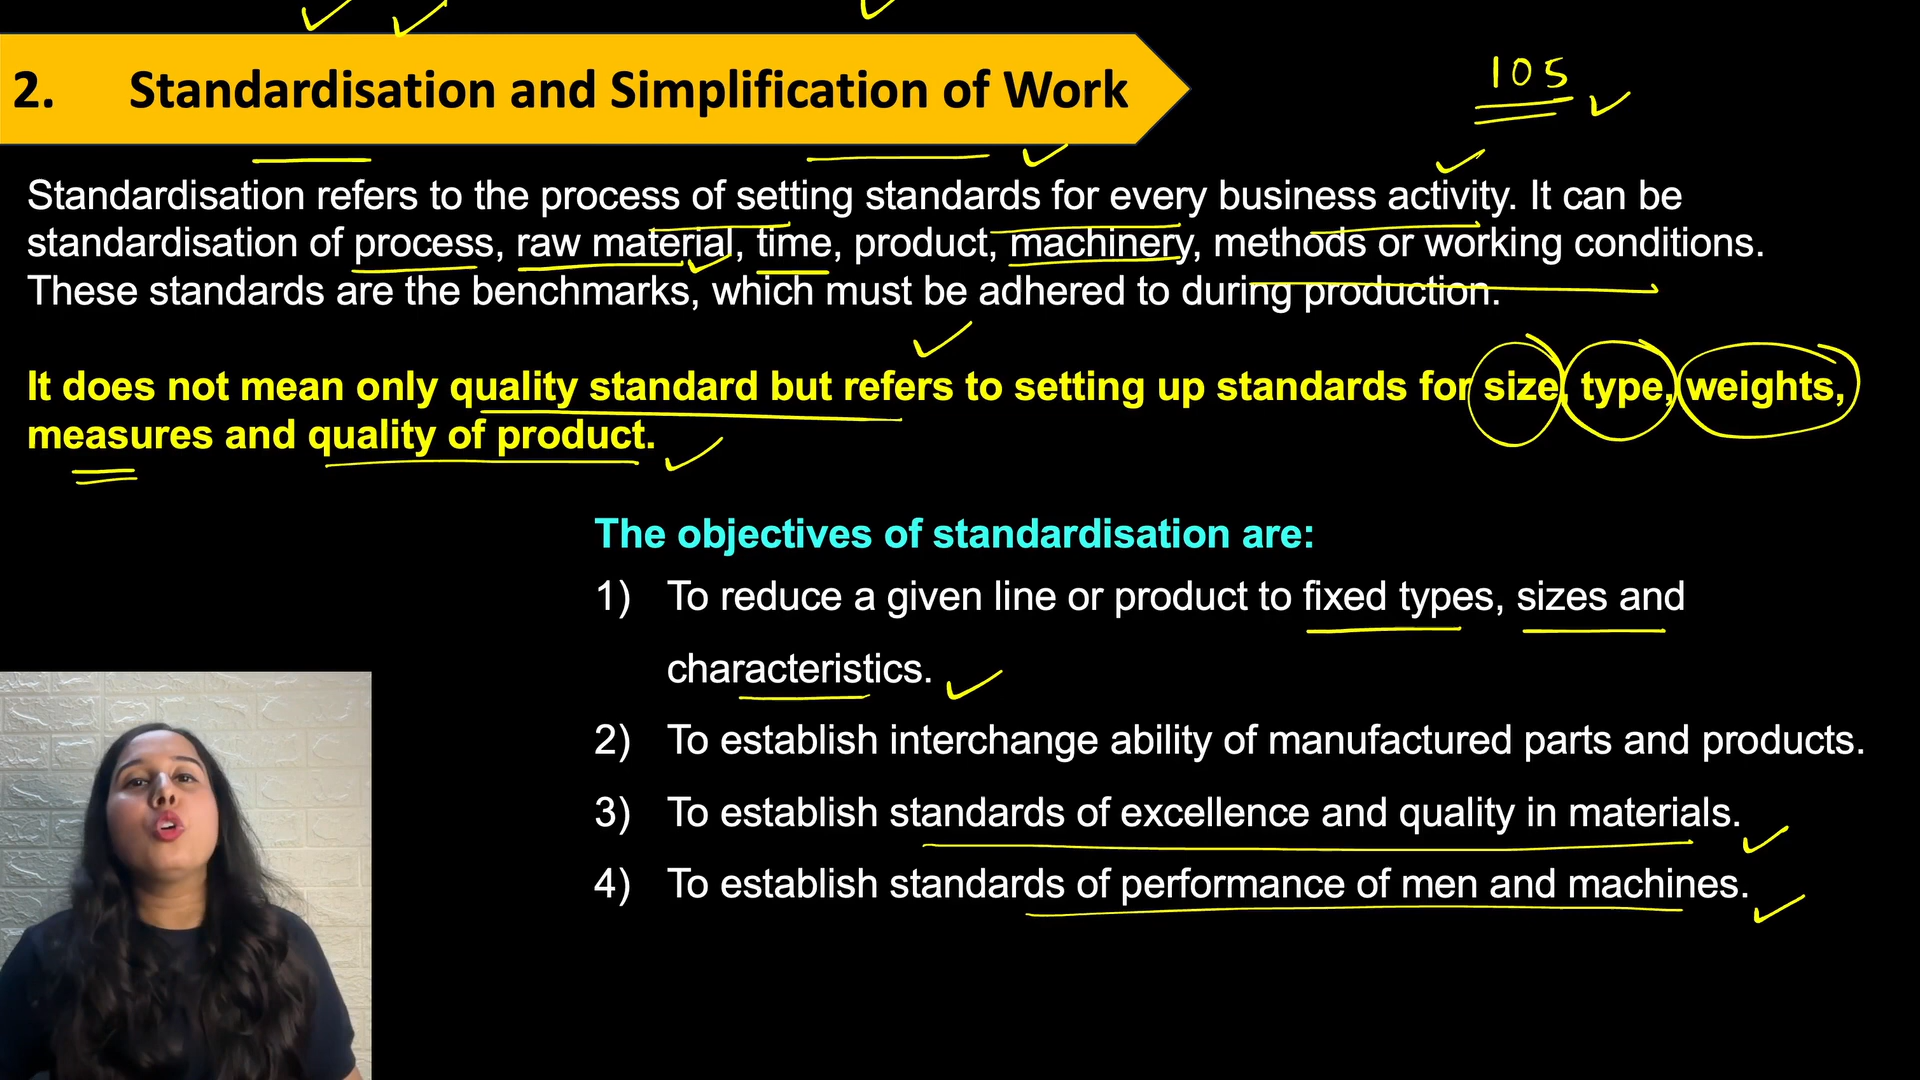 105
2. Standardisation and Simplification of Work
Standardisation refers to the process of setting standards for every business activity. It can be
standardisation of process, raw material, time, product, machinery, methods or working conditions.
These standards are the benchmarks, which must be adhered to during production.
It does not mean only quality standard but refers to setting up standards for size, type, weights,
measures and quality of product.
The objectives of standardisation are:
1) To reduce a given line or product to fixed types, sizes and
characteristics.
2) To establish interchange ability of manufactured parts and products.
3) To establish standards of excellence and quality in materials.
4) To establish standards of performance of men and machines.